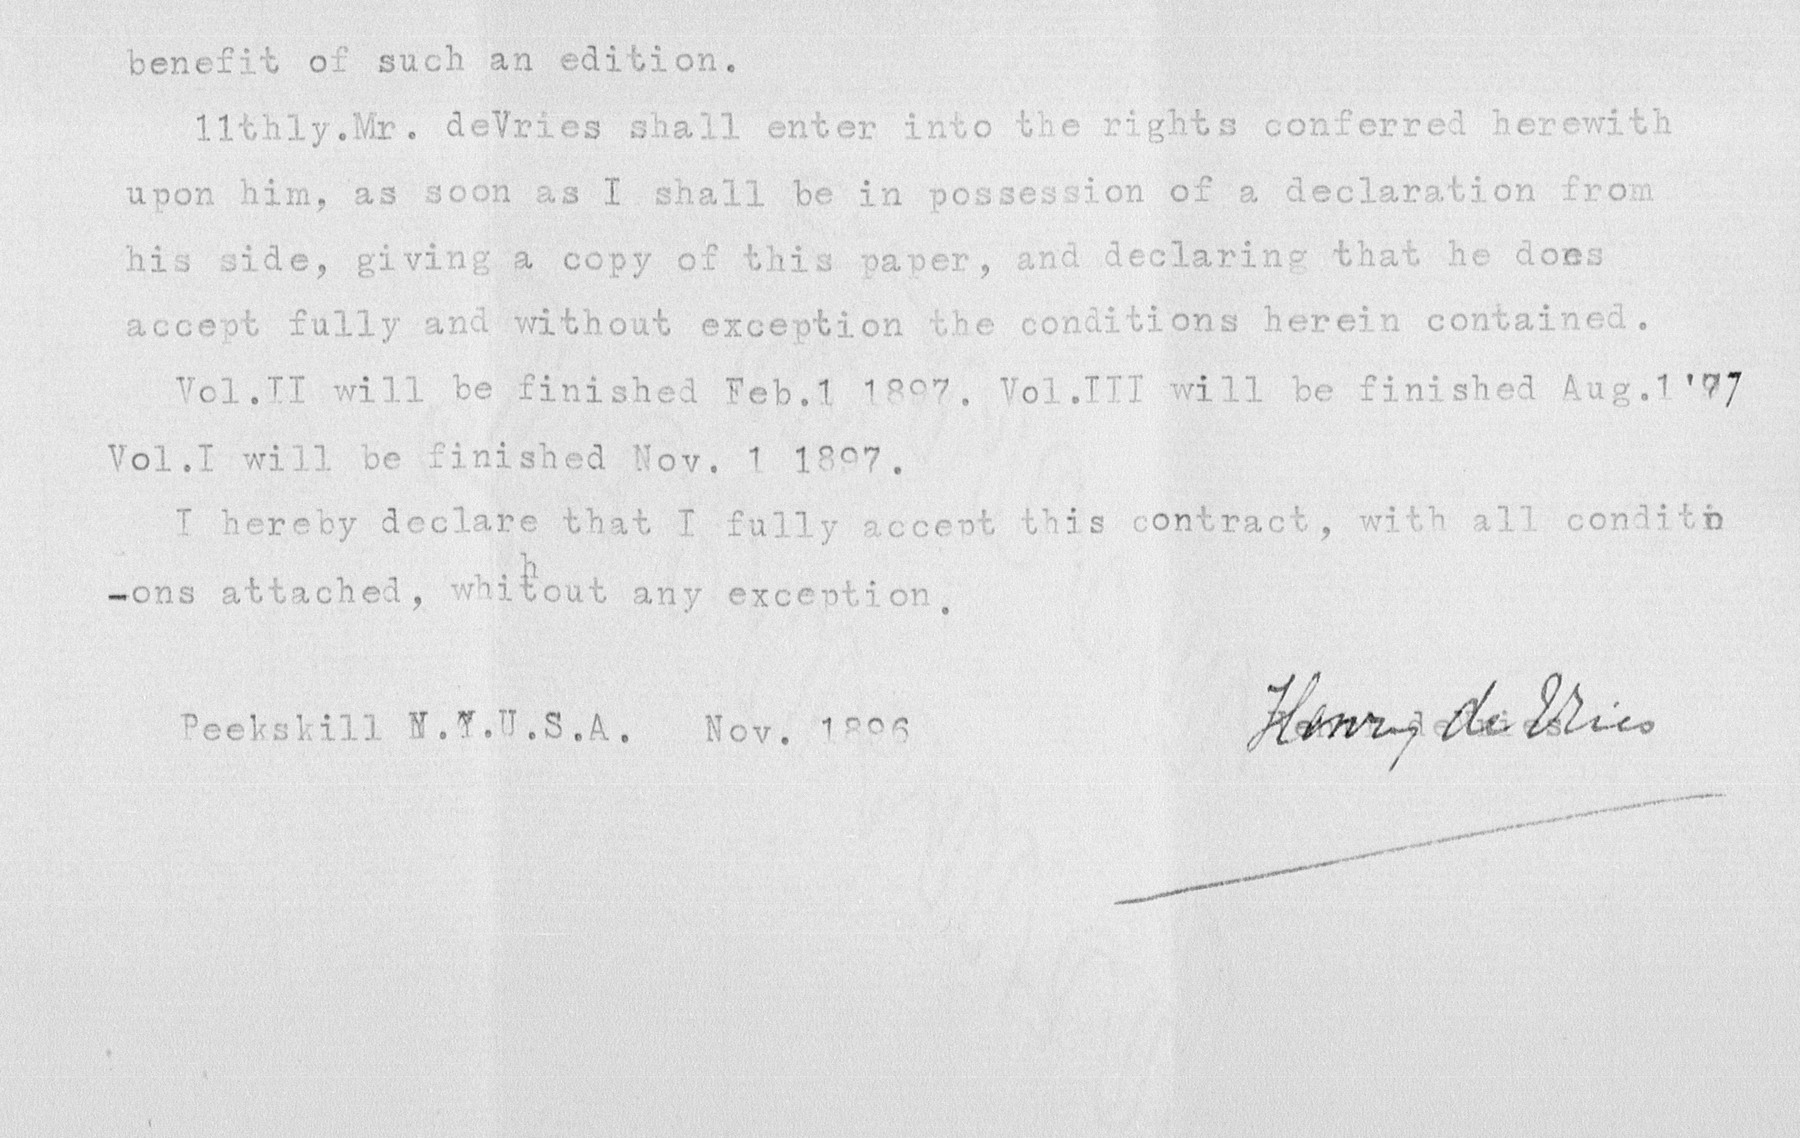 benefit of such an edition.
11thly.Mr. deVries shall enter into the rights conferred herewith
upon him, as soon as I shall be in possession of a declaration from
his side, giving a copy of this paper, and declaring that he does
accept fully and without exception the conditions herein contained.
Vol.II will be finished Feb.1 1897. Vol.III will be finished Aug.1 '97
Vol.I will be finished Nov. 1 1897.
I hereby declare that I fully accept this contract, with all conditi
-ons attached, whithout any exception.
Peekskill N.Y.U.S.A. Nov. 1896
Henry de Vries